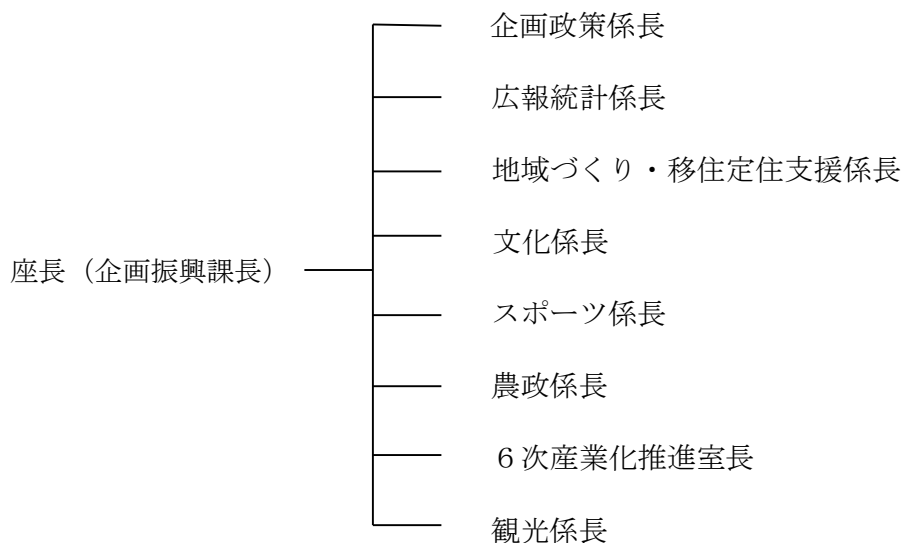 企画政策係長
広報統計係長
地域づくり・移住定住支援係長
文化係長
座長（企画振興課長）
スポーツ係長
農政係長
６次産業化推進室長
観光係長